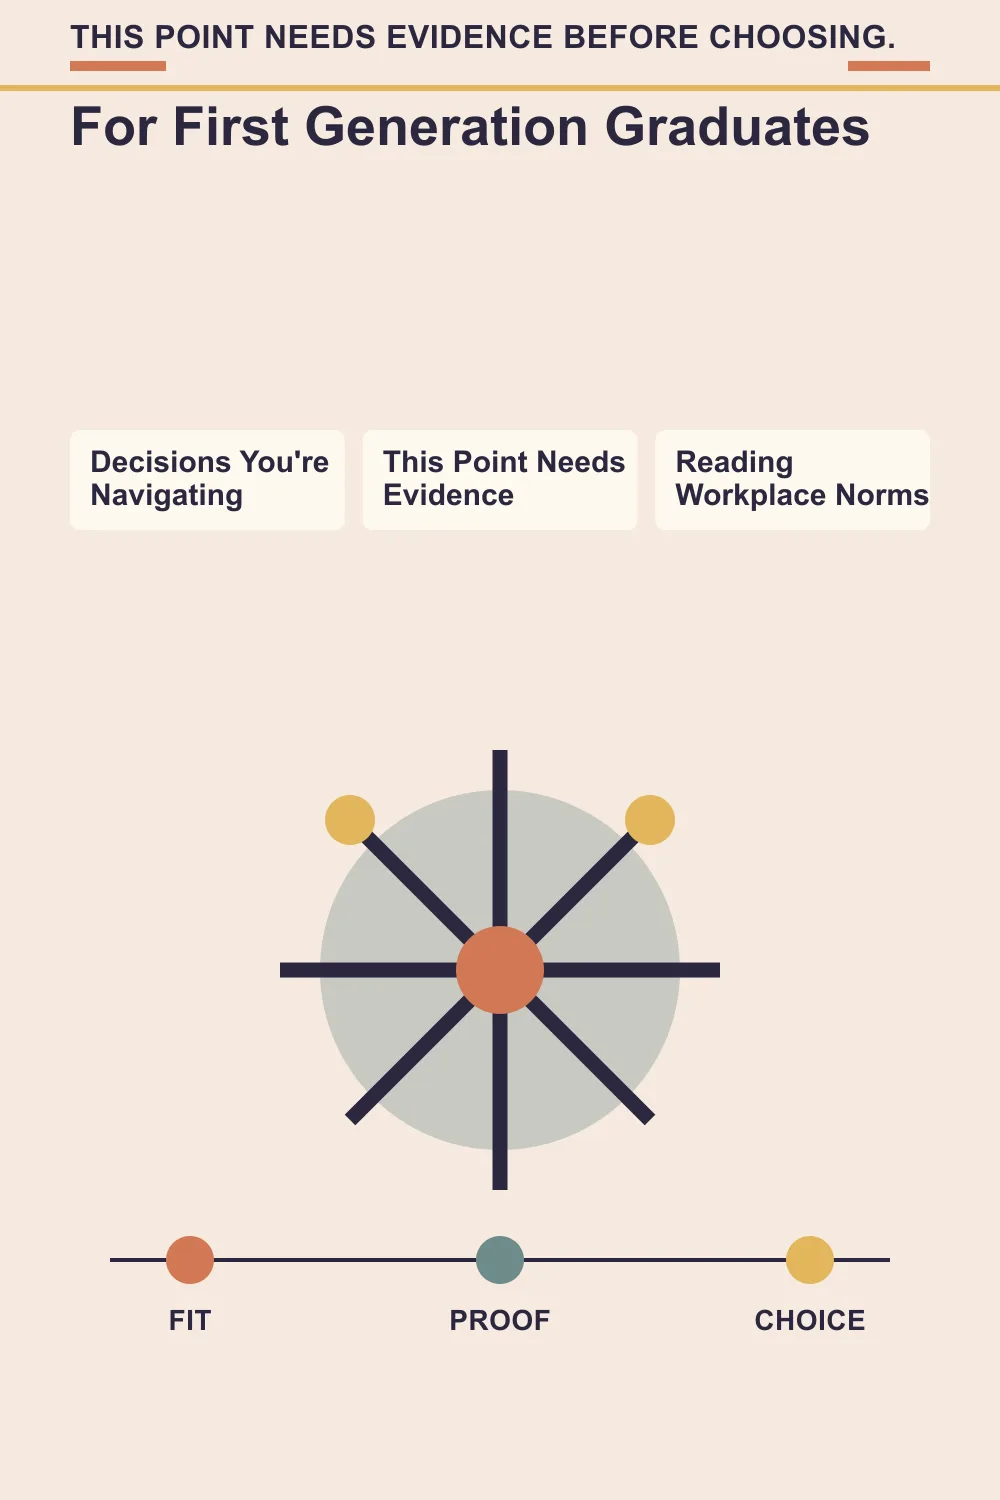 THIS POINT NEEDS EVIDENCE BEFORE CHOOSING.
For First Generation Graduates
Decisions You're
Navigating
This Point Needs
Evidence
Reading
Workplace Norms
FIT
PROOF
CHOICE